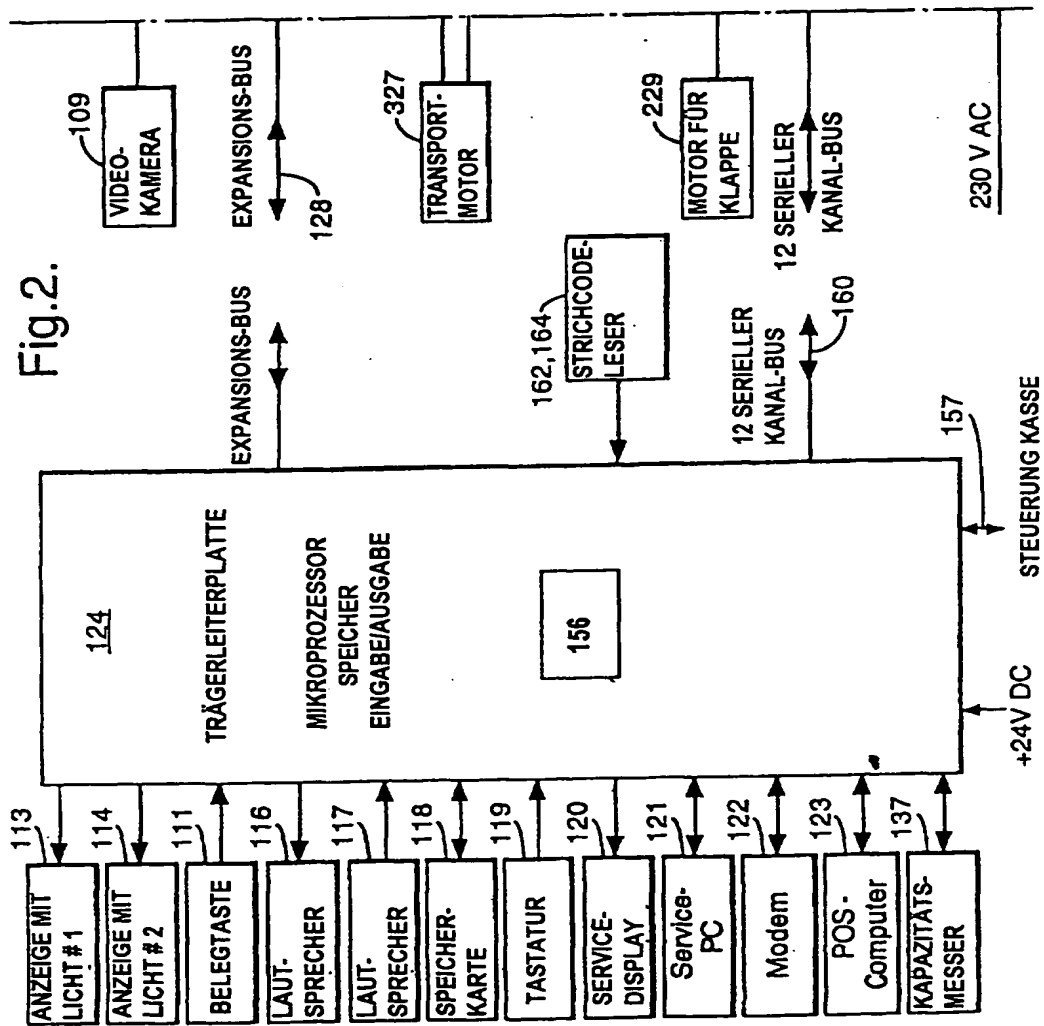 Fig.2.
113
ANZEIGE MIT
LICHT # 1
114
ANZEIGE MIT
LICHT # 2
111
BELEGTASTE
116
LAUT-
SPRECHER
117
LAUT-
SPRECHER
118
SPEICHER-
KARTE
119
TASTATUR
120
SERVICE-
DISPLAY
121
Service-
PC
122
Modem
123
POS-
Computer
137
KAPAZITÄTS-
MESSER
124
TRÄGERLEITERPLATTE
MIKROPROZESSOR
SPEICHER
EINGABE/AUSGABE
156
+24V DC
157
STEUERUNG KASSE
EXPANSIONS-BUS
162,164
STRICHCODE-
LESER
12 SERIELLER
KANAL-BUS
160
109
VIDEO-
KAMERA
EXPANSIONS-BUS
128
327
TRANSPORT-
MOTOR
229
MOTOR FÜR
KLAPPE
12 SERIELLER
KANAL-BUS
230 V AC